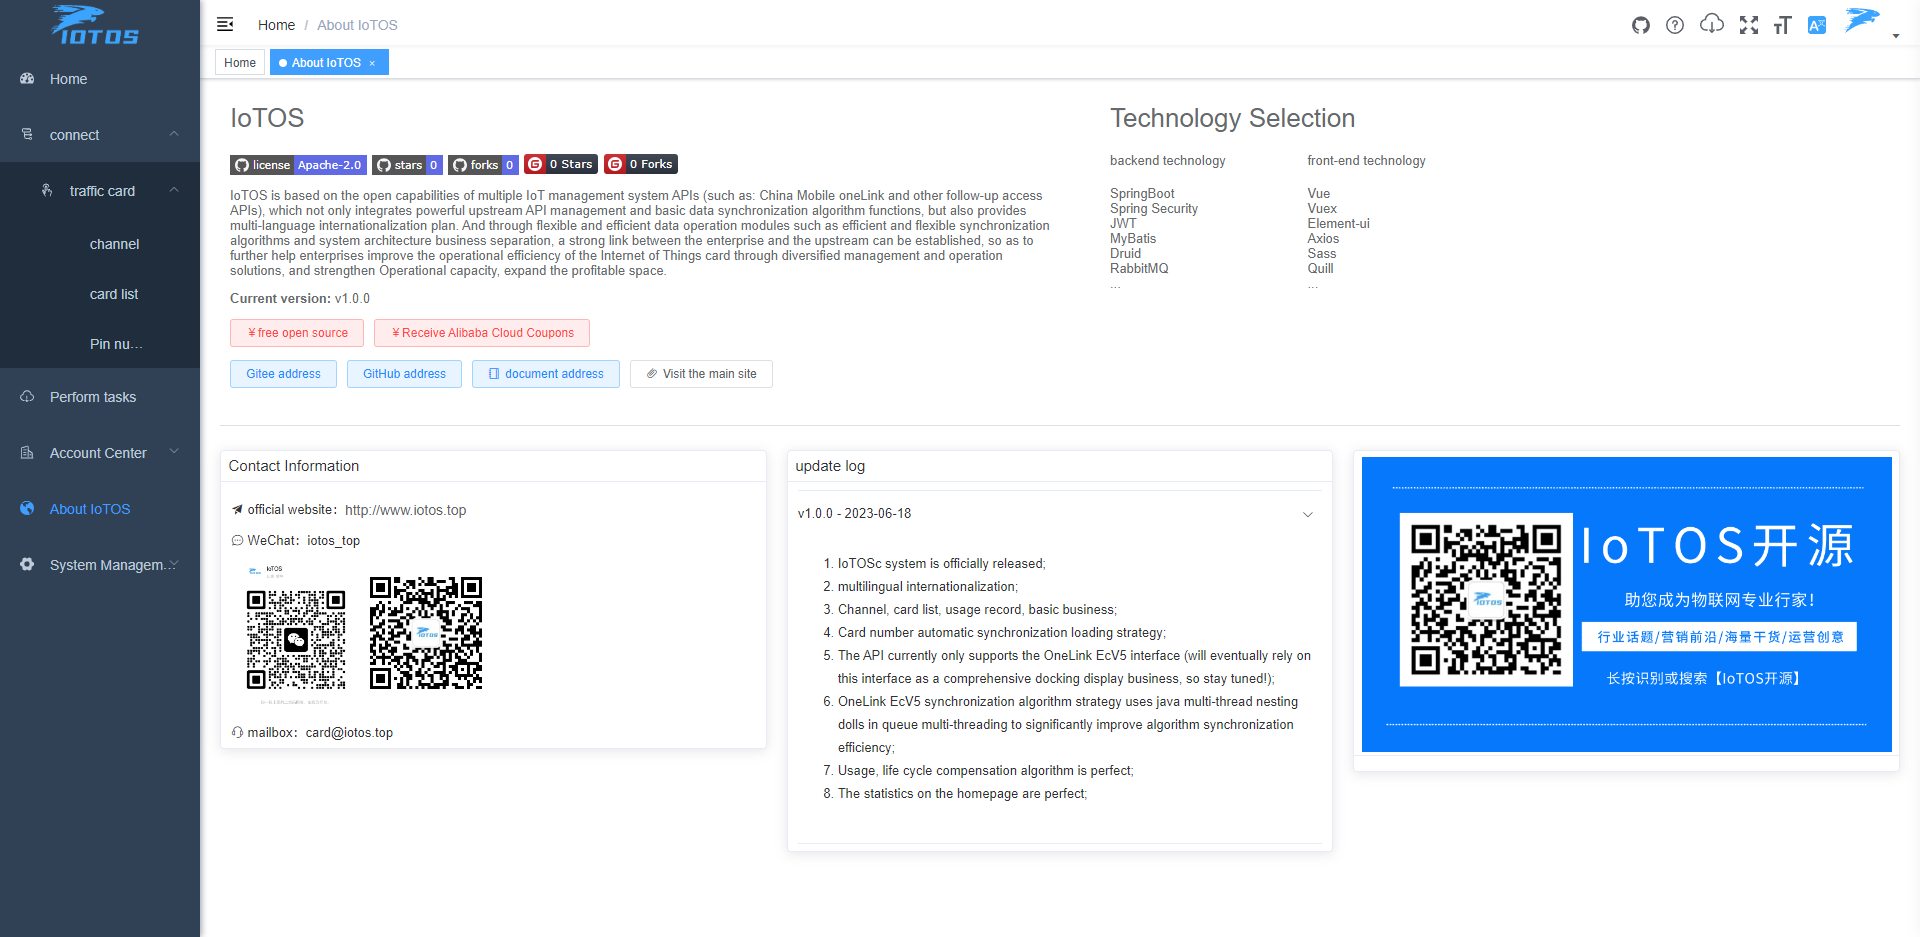 IOTOS
Home
connect
traffic card
channel
card list
Pin nu...
Perform tasks
Account Center
About IoTOS
System Managem...
Home / About IoTOS
Home
About IoTOS ×
IoTOS
license Apache-2.0 stars 0 forks 0 0 Stars 0 Forks
IoTOS is based on the open capabilities of multiple IoT management system APIs (such as: China Mobile oneLink and other follow-up access
APIs), which not only integrates powerful upstream API management and basic data synchronization algorithm functions, but also provides
multi-language internationalization plan. And through flexible and efficient data operation modules such as efficient and flexible synchronization
algorithms and system architecture business separation, a strong link between the enterprise and the upstream can be established, so as to
further help enterprises improve the operational efficiency of the Internet of Things card through diversified management and operation
solutions, and strengthen Operational capacity, expand the profitable space.
Current version: v1.0.0
¥ free open source
¥ Receive Alibaba Cloud Coupons
Gitee address
GitHub address
document address
Visit the main site
Technology Selection
backend technology
SpringBoot
Spring Security
JWT
MyBatis
Druid
RabbitMQ
...
front-end technology
Vue
Vuex
Element-ui
Axios
Sass
Quill
...
Contact Information
official website：http://www.iotos.top
WeChat：iotos_top
IoTOS
IOTOS
mailbox：card@iotos.top
update log
v1.0.0 - 2023-06-18
1. IoTOSc system is officially released;
2. multilingual internationalization;
3. Channel, card list, usage record, basic business;
4. Card number automatic synchronization loading strategy;
5. The API currently only supports the OneLink EcV5 interface (will eventually rely on
this interface as a comprehensive docking display business, so stay tuned!);
6. OneLink EcV5 synchronization algorithm strategy uses java multi-thread nesting
dolls in queue multi-threading to significantly improve algorithm synchronization
efficiency;
7. Usage, life cycle compensation algorithm is perfect;
8. The statistics on the homepage are perfect;
IOTOS
IoTOS开源
助您成为物联网专业行家！
行业话题/营销前沿/海量干货/运营创意
长按识别或搜索【IoTOS开源】